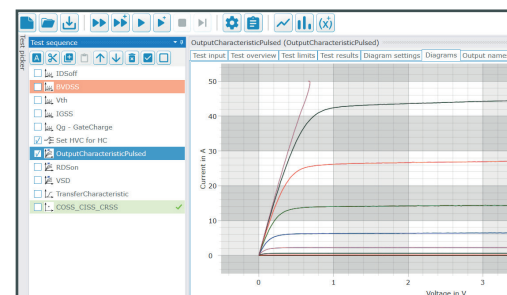 Test picker
Test sequence
OutputCharacteristicPulsed (OutputCharacteristicPulsed)
Test input Test overview Test limits Test results Diagram settings Diagrams Output name
A
IDSoff
BVDSS
Vth
IGSS
Qg - GateCharge
Set HVC for HC
OutputCharacteristicPulsed
RDSon
VSD
TransferCharacteristic
COSS_CISS_CRSS
Current in A
50
40
30
20
10
0
0 1 2 3
Voltage in V
(x)